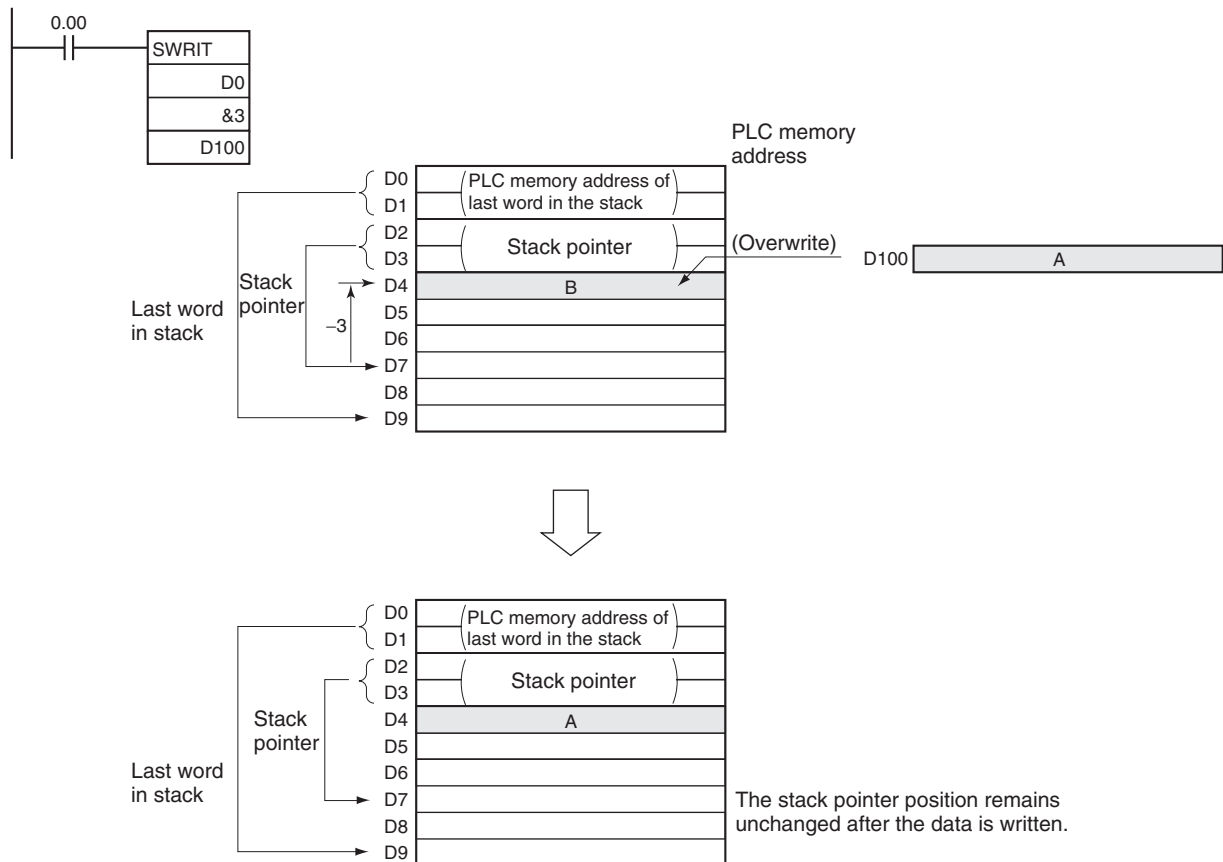 0.00
SWRIT
D0
&3
D100
PLC memory
address
D0
D1
D2
D3
D4
D5
D6
D7
D8
D9
(PLC memory address of
last word in the stack)
(Stack pointer)
B
(Overwrite)
D100
A
Stack
pointer
–3
Last word
in stack
D0
D1
D2
D3
D4
D5
D6
D7
D8
D9
(PLC memory address of
last word in the stack)
(Stack pointer)
A
Stack
pointer
Last word
in stack
The stack pointer position remains
unchanged after the data is written.